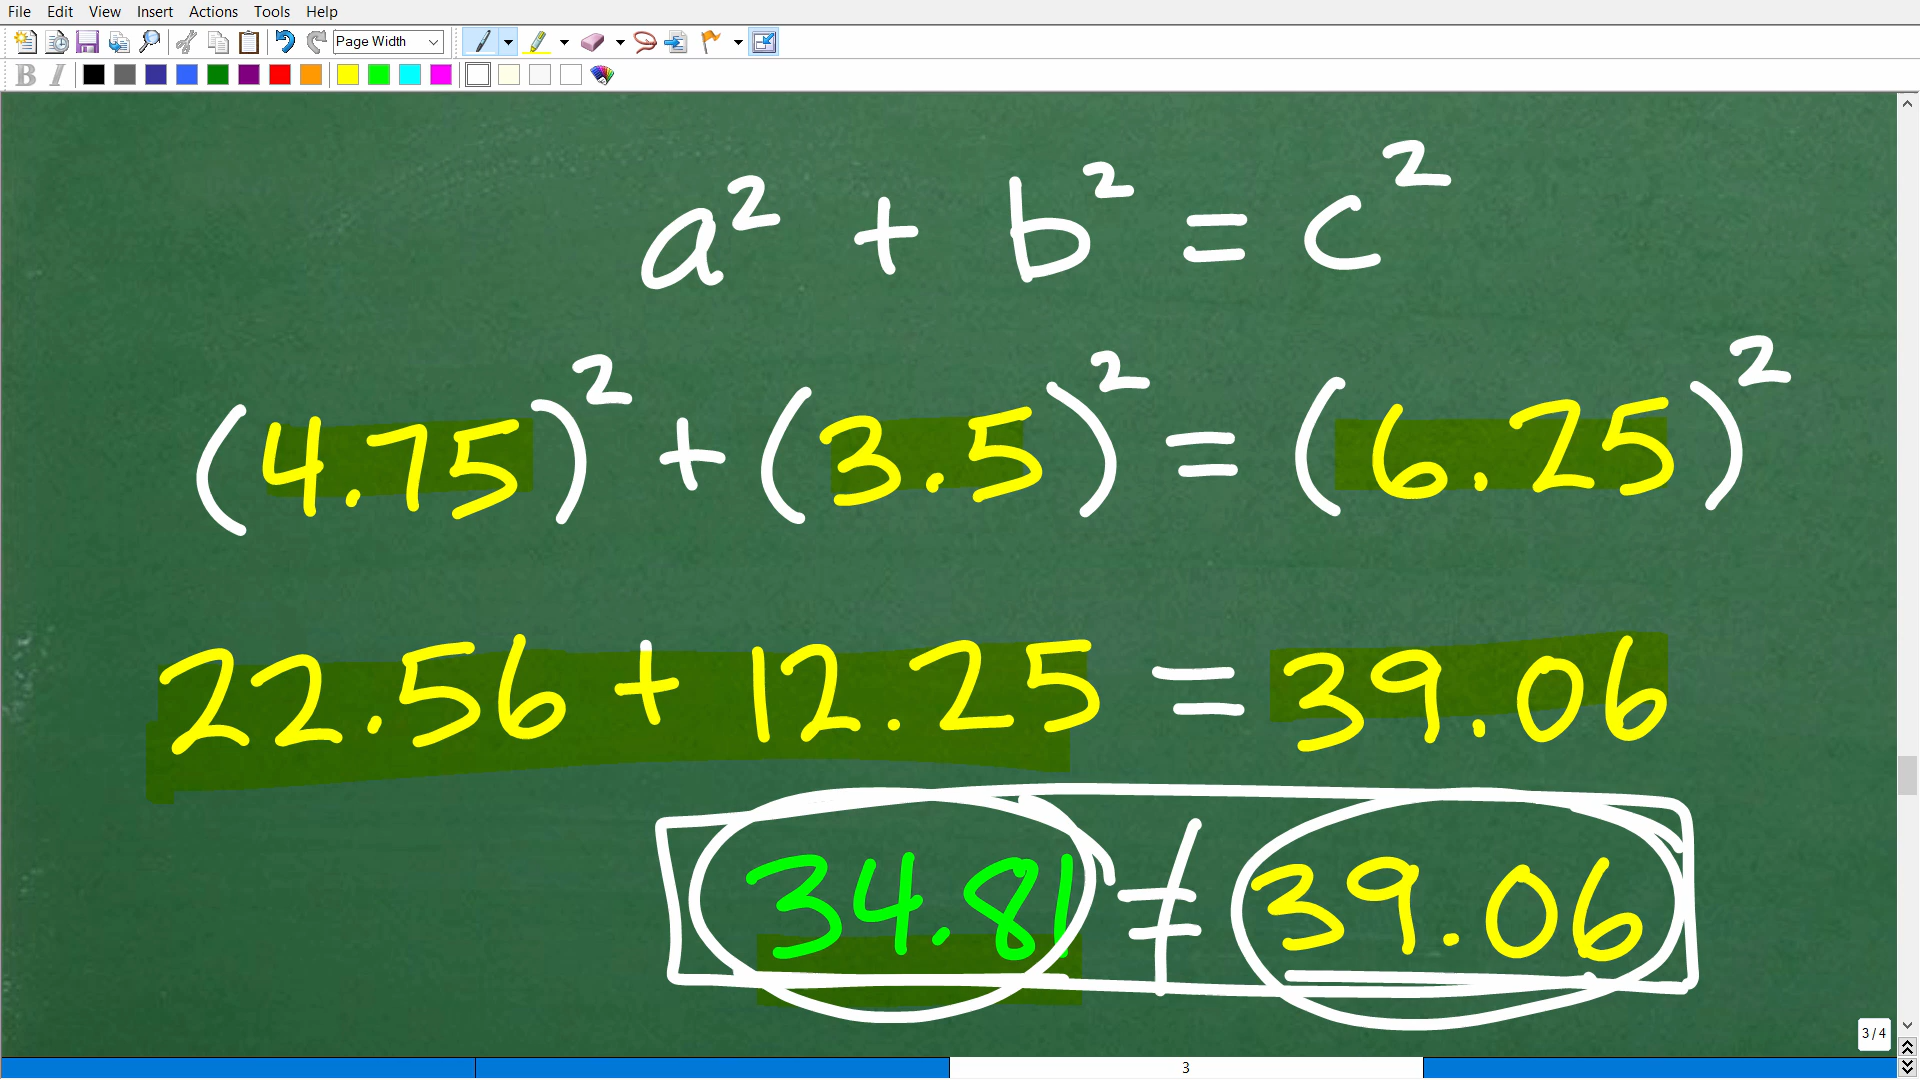 File Edit View Insert Actions Tools Help
Page Width
B I
a² + b² = c²
(4.75)² + (3.5)² = (6.25)²
22.56 + 12.25 = 39.06
34.81 ≠ 39.06
3 / 4
3